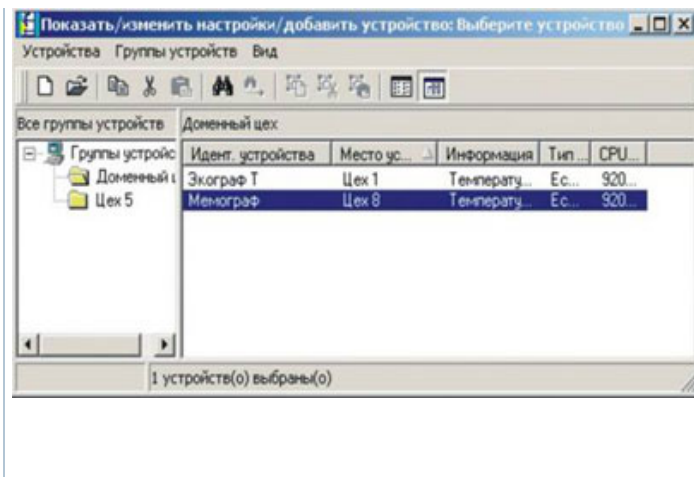 Показать/изменить настройки/добавить устройство: Выберите устройство
Устройства Группы устройств Вид
Все группы устройств Доменный цех
Группы устройс Идент. устройства Место ус... Информация Тип ... CPU...
Доменный ц Экограф Т Цех 1 Температу... Ec... 920...
Цех 5 Мемограф Цех 8 Температу... Ec... 920...
1 устройств(о) выбраны(о)